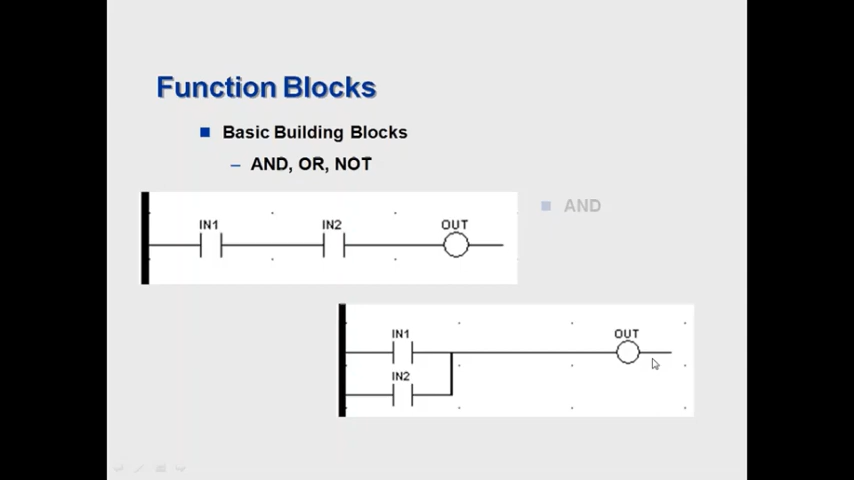 Function Blocks
Basic Building Blocks
– AND, OR, NOT
AND
IN1 IN2 OUT
IN1 OUT
IN2